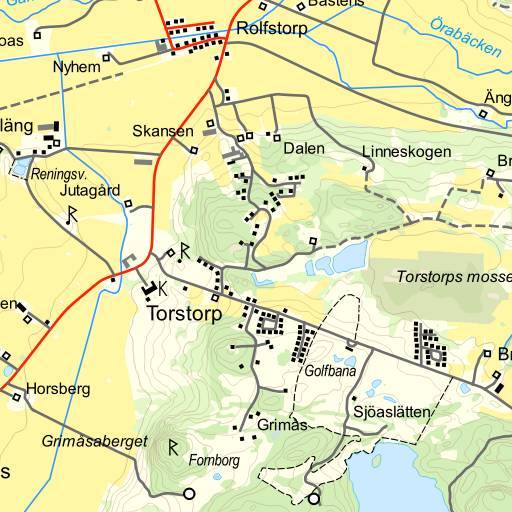 Bastens
Rolfstorp
Örabäcken
oas
Nyhem
Äng
läng
Skansen
Dalen
Linneskogen
Br
Reningsv.
Jutagård
R
R
Torstorps mosse
K
en
Torstorp
Golfbana
Br
Horsberg
Sjöaslätten
Grimås
Grimåsaberget
R
Fornborg
s